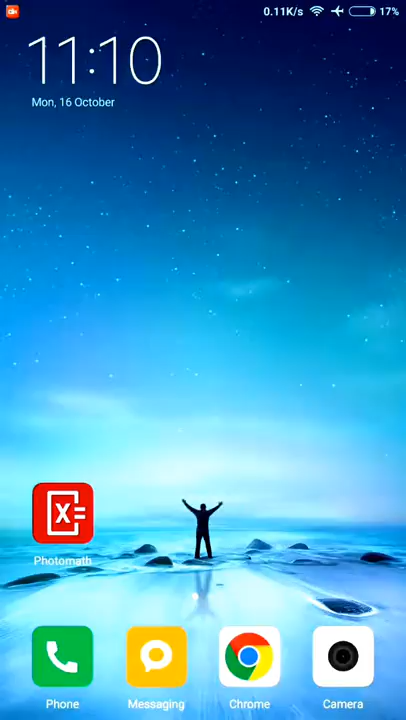 0.11K/s 17%
11:10
Mon, 16 October
X=
Photomath
Phone
Messaging
Chrome
Camera